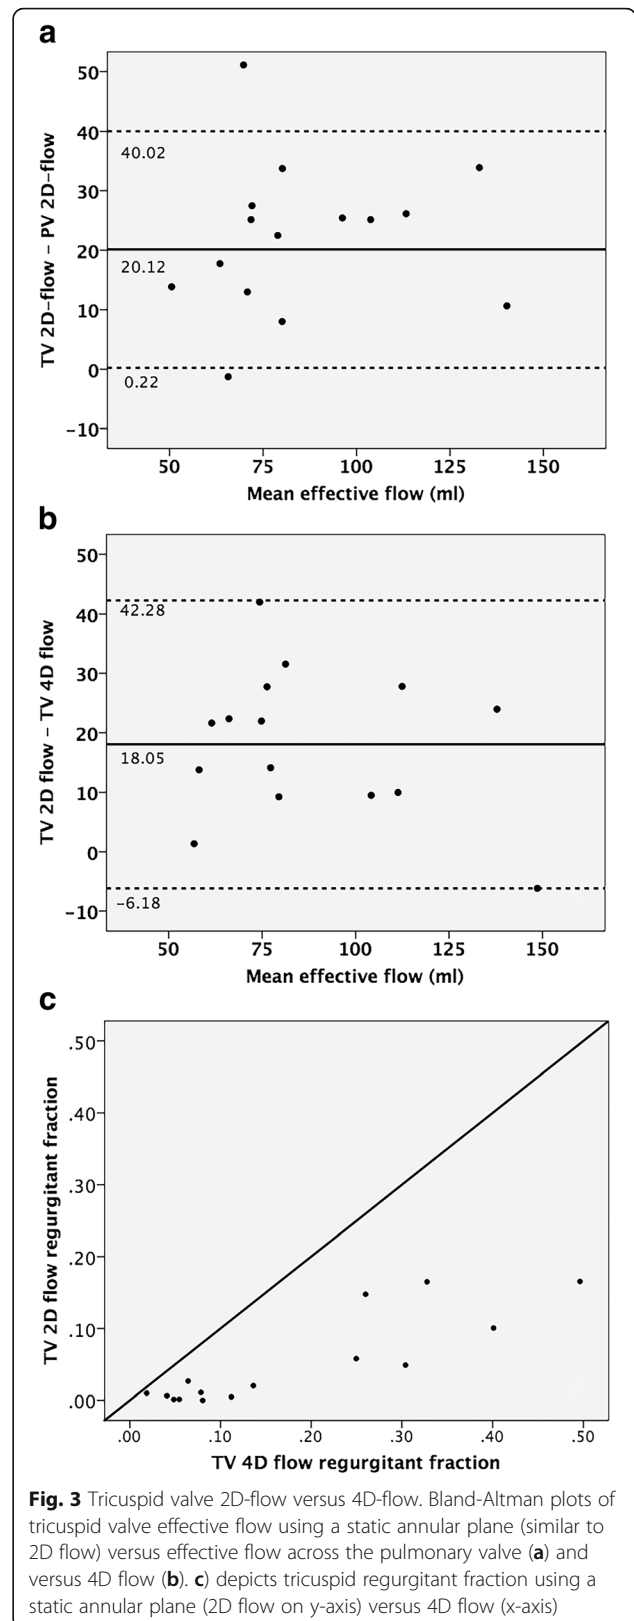 a
50
40
40.02
30
20
20.12
10
0
0.22
-10
TV 2D-flow – PV 2D-flow
50 75 100 125 150
Mean effective flow (ml)
b
50
42.28
40
30
20
18.05
10
0
-6.18
-10
TV 2D flow – TV 4D flow
50 75 100 125 150
Mean effective flow (ml)
c
.50
.40
.30
.20
.10
.00
TV 2D flow regurgitant fraction
.00 .10 .20 .30 .40 .50
TV 4D flow regurgitant fraction
Fig. 3 Tricuspid valve 2D-flow versus 4D-flow. Bland-Altman plots of
tricuspid valve effective flow using a static annular plane (similar to
2D flow) versus effective flow across the pulmonary valve (a) and
versus 4D flow (b). c) depicts tricuspid regurgitant fraction using a
static annular plane (2D flow on y-axis) versus 4D flow (x-axis)